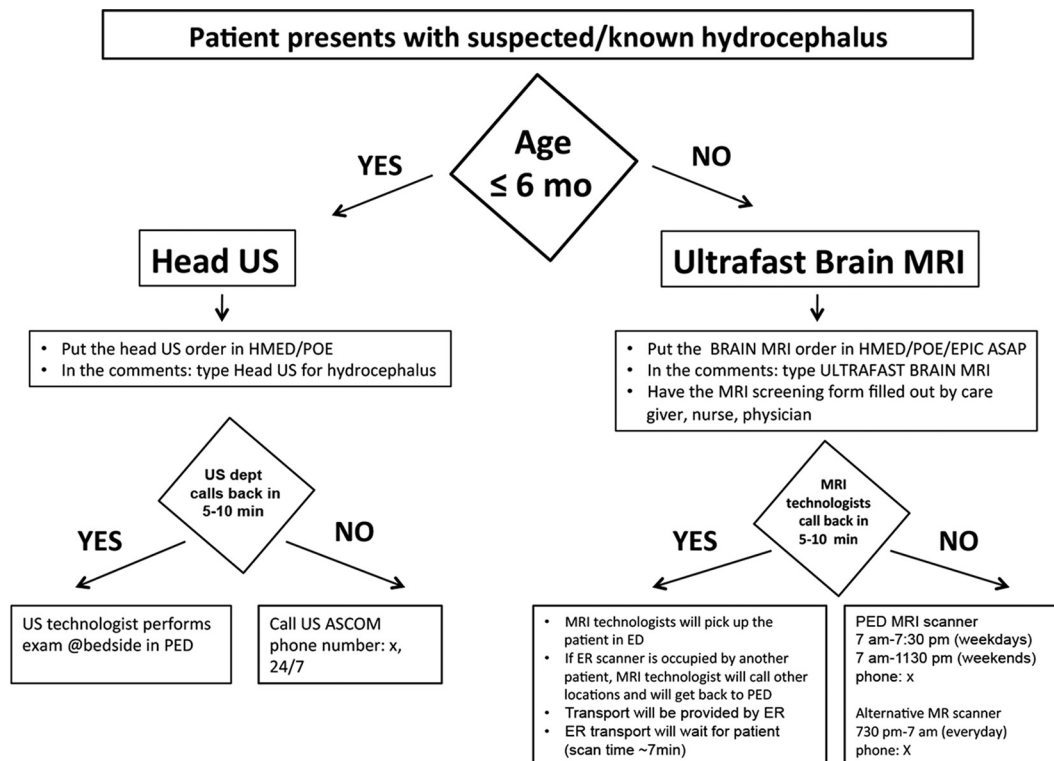 Patient presents with suspected/known hydrocephalus
Age
≤ 6 mo
YES
NO
Head US
• Put the head US order in HMED/POE
• In the comments: type Head US for hydrocephalus
US dept
calls back in
5-10 min
YES
NO
US technologist performs
exam @bedside in PED
Call US ASCOM
phone number: x,
24/7
Ultrafast Brain MRI
• Put the BRAIN MRI order in HMED/POE/EPIC ASAP
• In the comments: type ULTRAFAST BRAIN MRI
• Have the MRI screening form filled out by care
giver, nurse, physician
MRI
technologists
call back in
5-10 min
YES
NO
• MRI technologists will pick up the
patient in ED
• If ER scanner is occupied by another
patient, MRI technologist will call other
locations and will get back to PED
• Transport will be provided by ER
• ER transport will wait for patient
(scan time ~7min)
PED MRI scanner
7 am-7:30 pm (weekdays)
7 am-1130 pm (weekends)
phone: x
Alternative MR scanner
730 pm-7 am (everyday)
phone: X